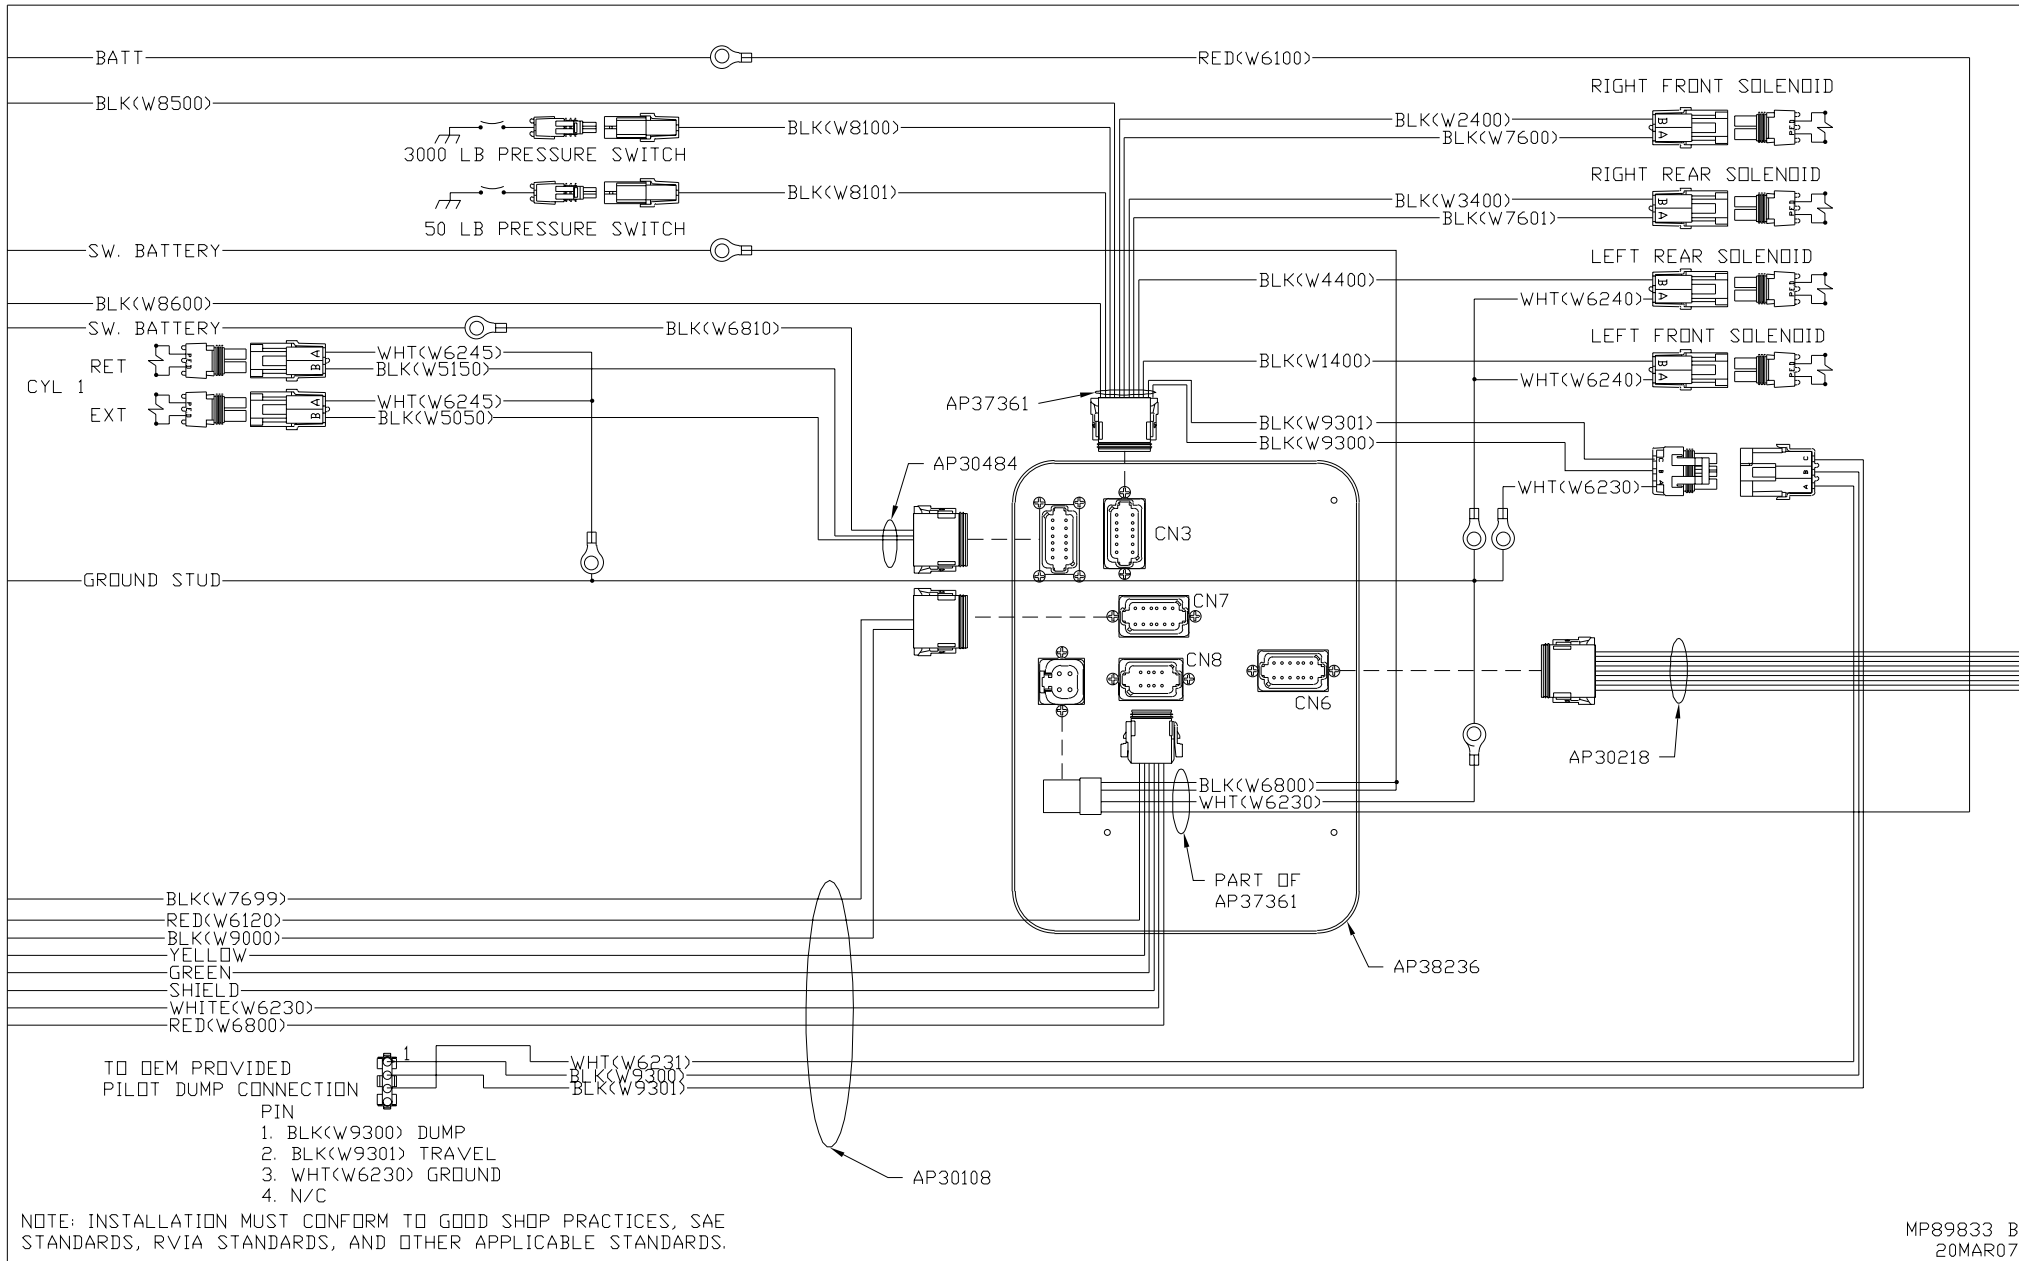 BATT
RED(W6100)
RIGHT FRONT SOLENOID
BLK(W8500)
BLK(W8100)
BLK(W2400)
B
A
BLK(W7600)
3000 LB PRESSURE SWITCH
RIGHT REAR SOLENOID
BLK(W8101)
BLK(W3400)
B
A
BLK(W7601)
50 LB PRESSURE SWITCH
SW. BATTERY
LEFT REAR SOLENOID
BLK(W4400)
B
A
WHT(W6240)
BLK(W8600)
SW. BATTERY
BLK(W6810)
LEFT FRONT SOLENOID
RET
A
B
WHT(W6245)
BLK(W5150)
BLK(W1400)
B
A
WHT(W6240)
CYL 1
EXT
A
B
WHT(W6245)
BLK(W5050)
AP37361
BLK(W9301)
BLK(W9300)
AP30484
C
B
A
C
B
A
WHT(W6230)
CN3
GROUND STUD
CN7
CN8
CN6
AP30218
BLK(W6800)
WHT(W6230)
PART OF
AP37361
BLK(W7699)
RED(W6120)
BLK(W9000)
YELLOW
GREEN
SHIELD
WHITE(W6230)
RED(W6800)
AP38236
TO OEM PROVIDED
PILOT DUMP CONNECTION
1
WHT(W6231)
BLK(W9300)
BLK(W9301)
PIN
1. BLK(W9300) DUMP
2. BLK(W9301) TRAVEL
3. WHT(W6230) GROUND
4. N/C
AP30108
NOTE: INSTALLATION MUST CONFORM TO GOOD SHOP PRACTICES, SAE
STANDARDS, RVIA STANDARDS, AND OTHER APPLICABLE STANDARDS.
MP89833 B
20MAR07